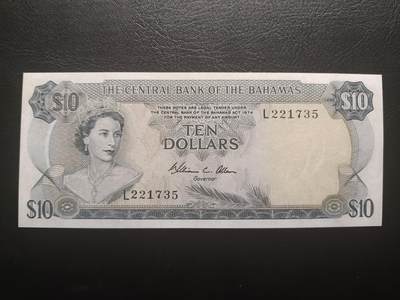 THE CENTRAL BANK OF THE BAHAMAS
$10 $10
THESE NOTES ARE LEGAL TENDER UNDER
THE CENTRAL BANK OF THE BAHAMAS ACT 1974
FOR THE PAYMENT OF ANY AMOUNT
L221735
TEN
DOLLARS
L221735
Governor
$10 $10